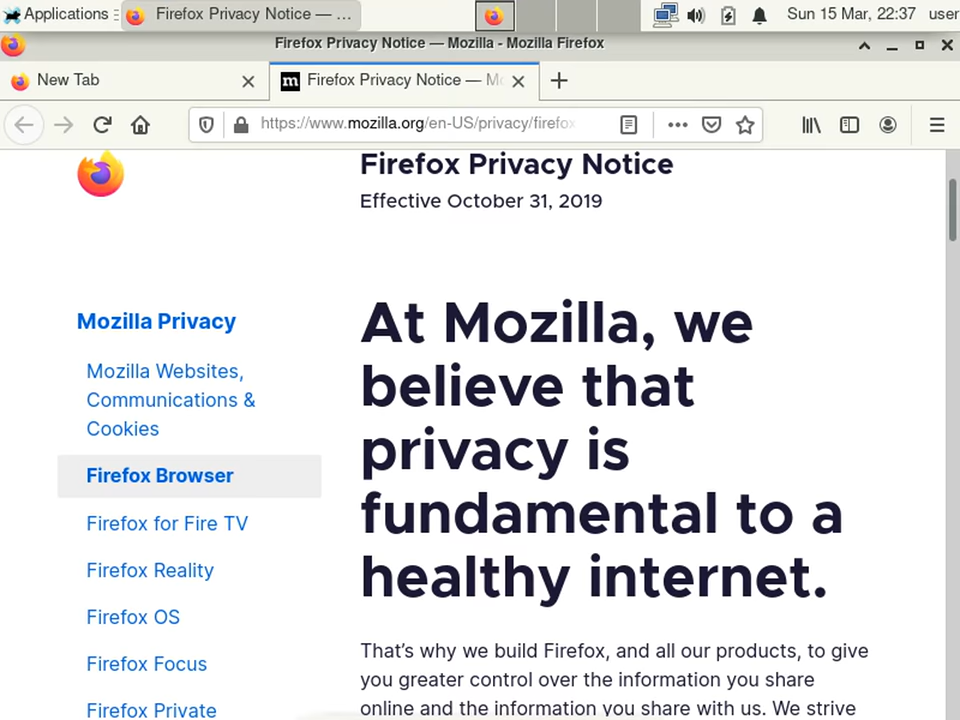 Applications
Firefox Privacy Notice — ...
Sun 15 Mar, 22:37
user
Firefox Privacy Notice — Mozilla - Mozilla Firefox
New Tab
Firefox Privacy Notice — Mo
https://www.mozilla.org/en-US/privacy/firefox
Firefox Privacy Notice
Effective October 31, 2019
Mozilla Privacy
Mozilla Websites,
Communications &
Cookies
Firefox Browser
Firefox for Fire TV
Firefox Reality
Firefox OS
Firefox Focus
Firefox Private
At Mozilla, we
believe that
privacy is
fundamental to a
healthy internet.
That’s why we build Firefox, and all our products, to give
you greater control over the information you share
online and the information you share with us. We strive